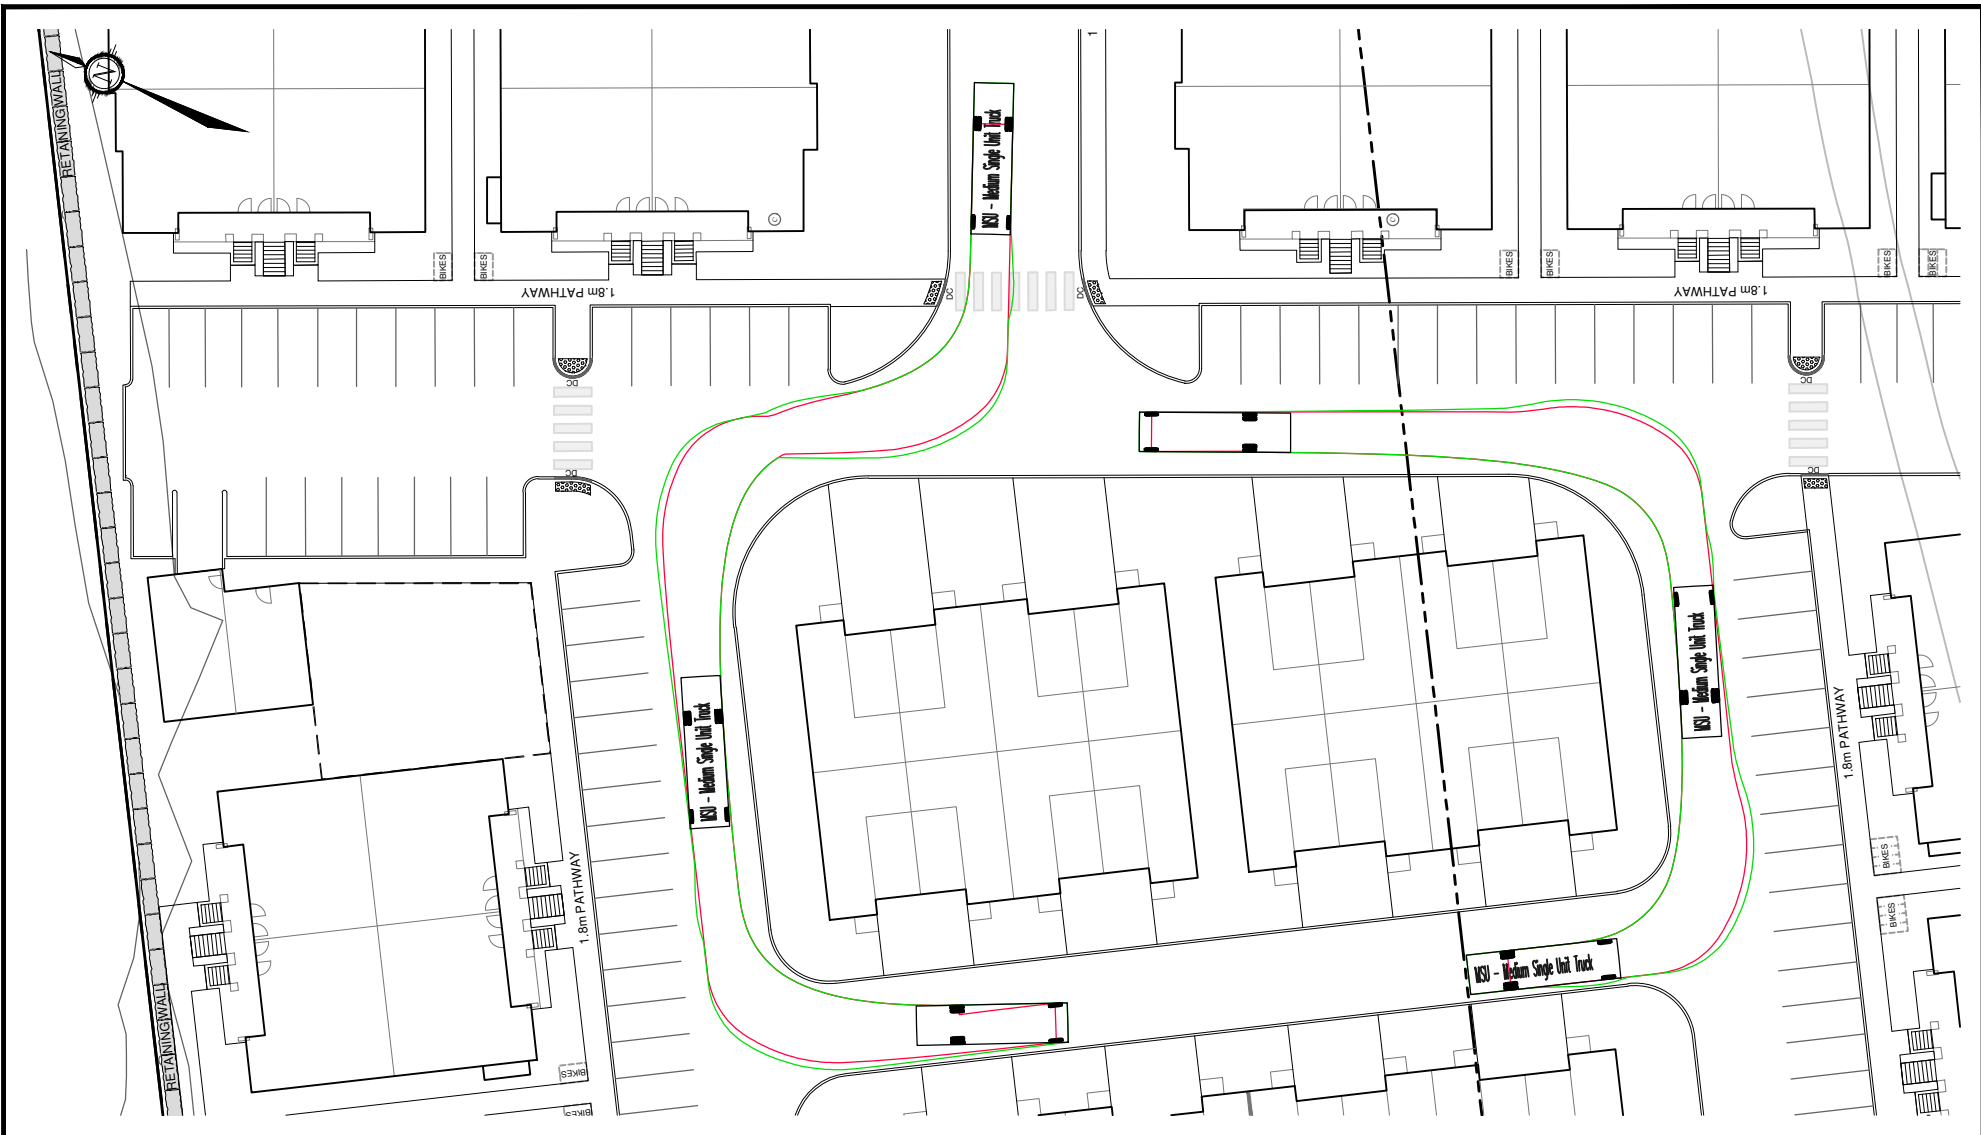 N
RETAINING WALL
1
MSU - Medium Single Unit Truck
C
C
BIKES
BIKES
BIKES
BIKES
BIKES
BIKES
1.8m PATHWAY
DC
DC
1.8m PATHWAY
DC
DC
DC
DC
MSU - Medium Single Unit Truck
MSU - Medium Single Unit Truck
1.8m PATHWAY
1.8m PATHWAY
BIKES
BIKES
MSU - Medium Single Unit Truck
RETAINING WALL
BIKES
BIKES